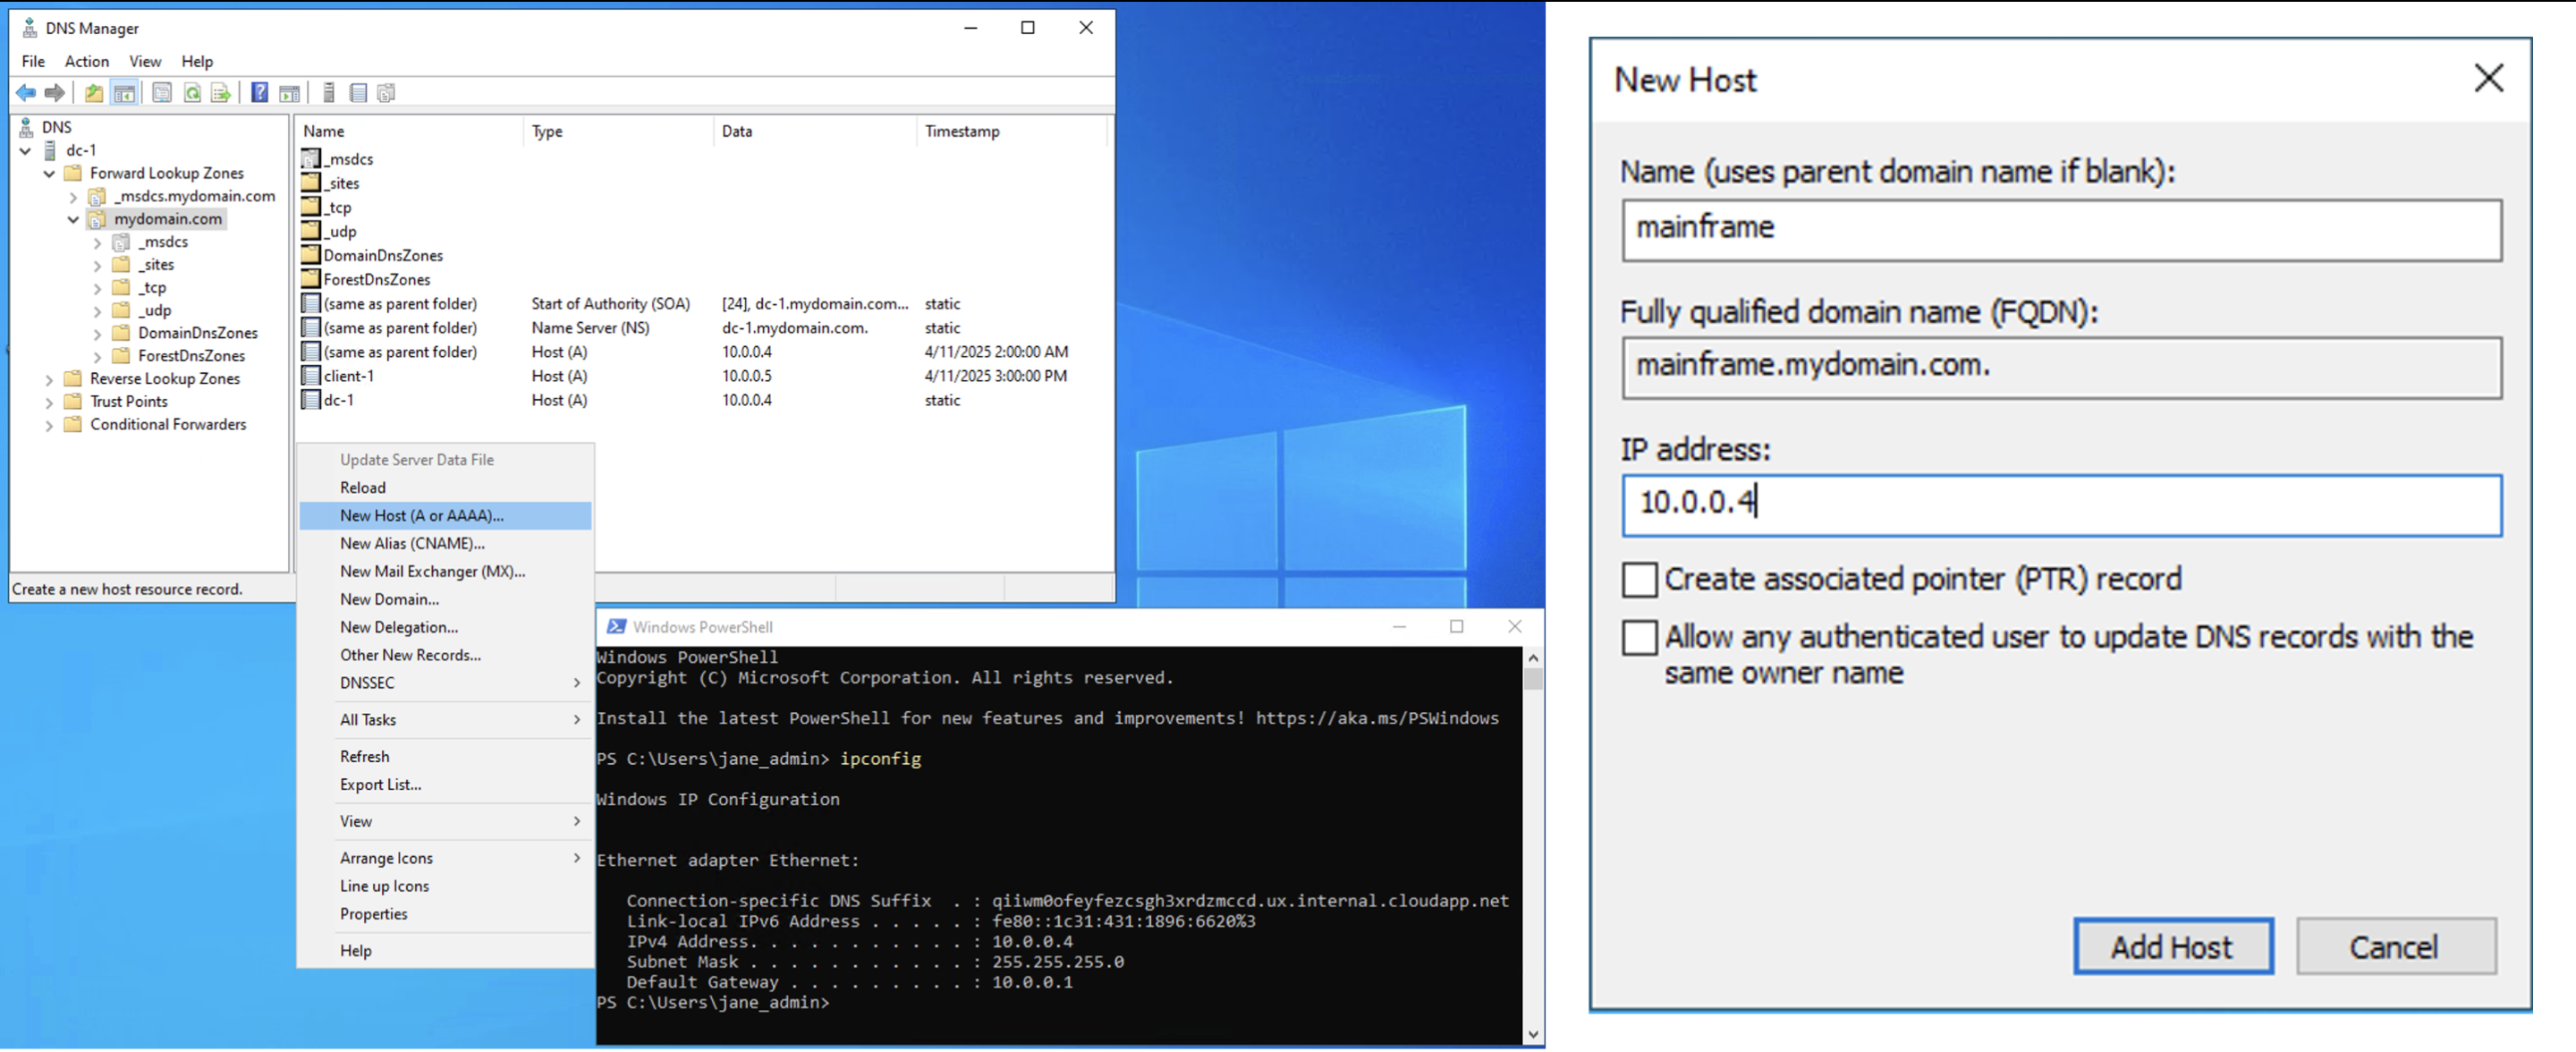 DNS Manager
File Action View Help
DNS
dc-1
Forward Lookup Zones
_msdcs.mydomain.com
mydomain.com
_msdcs
_sites
_tcp
_udp
DomainDnsZones
ForestDnsZones
Reverse Lookup Zones
Trust Points
Conditional Forwarders
Name Type Data Timestamp
_msdcs
_sites
_tcp
_udp
DomainDnsZones
ForestDnsZones
(same as parent folder) Start of Authority (SOA) [24], dc-1.mydomain.com... static
(same as parent folder) Name Server (NS) dc-1.mydomain.com. static
(same as parent folder) Host (A) 10.0.0.4 4/11/2025 2:00:00 AM
client-1 Host (A) 10.0.0.5 4/11/2025 3:00:00 PM
dc-1 Host (A) 10.0.0.4 static
Create a new host resource record.
Update Server Data File
Reload
New Host (A or AAAA)...
New Alias (CNAME)...
New Mail Exchanger (MX)...
New Domain...
New Delegation...
Other New Records...
DNSSEC
All Tasks
Refresh
Export List...
View
Arrange Icons
Line up Icons
Properties
Help
Windows PowerShell
Windows PowerShell
Copyright (C) Microsoft Corporation. All rights reserved.
Install the latest PowerShell for new features and improvements! https://aka.ms/PSWindows
PS C:\Users\jane_admin> ipconfig
Windows IP Configuration
Ethernet adapter Ethernet:
Connection-specific DNS Suffix . : qiiwm0ofeyfezcsgh3xrdzmccd.ux.internal.cloudapp.net
Link-local IPv6 Address . . . . . : fe80::1c31:431:1896:6620%3
IPv4 Address. . . . . . . . . . . : 10.0.0.4
Subnet Mask . . . . . . . . . . . : 255.255.255.0
Default Gateway . . . . . . . . . : 10.0.0.1
PS C:\Users\jane_admin>
New Host
Name (uses parent domain name if blank):
mainframe
Fully qualified domain name (FQDN):
mainframe.mydomain.com.
IP address:
10.0.0.4
Create associated pointer (PTR) record
Allow any authenticated user to update DNS records with the
same owner name
Add Host Cancel